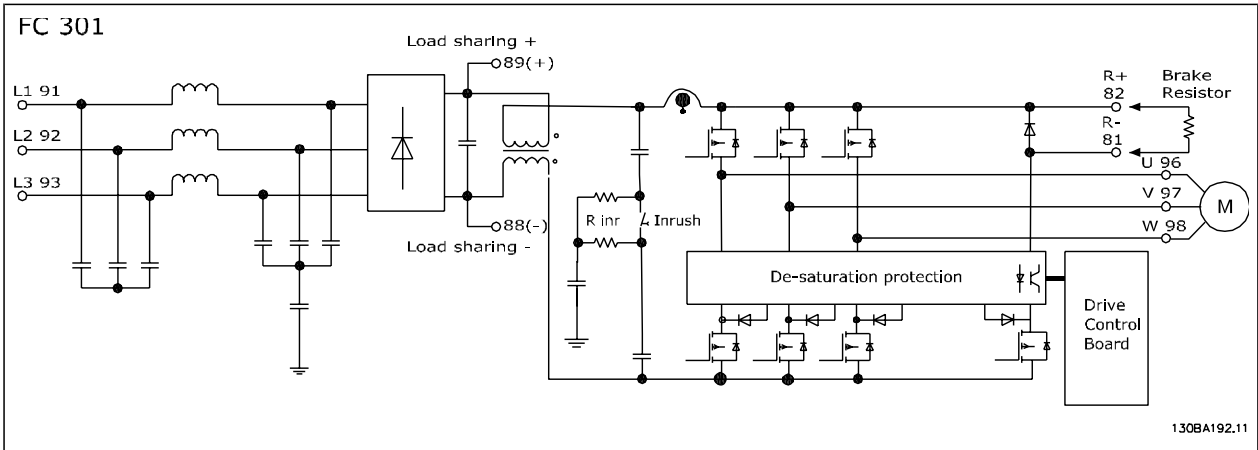 FC 301
Load sharing +
89(+)
L1 91
R+
82
Brake
Resistor
L2 92
R-
81
U 96
L3 93
V 97
M
R inr
Inrush
88(-)
W 98
Load sharing -
De-saturation protection
Drive
Control
Board
130BA192.11